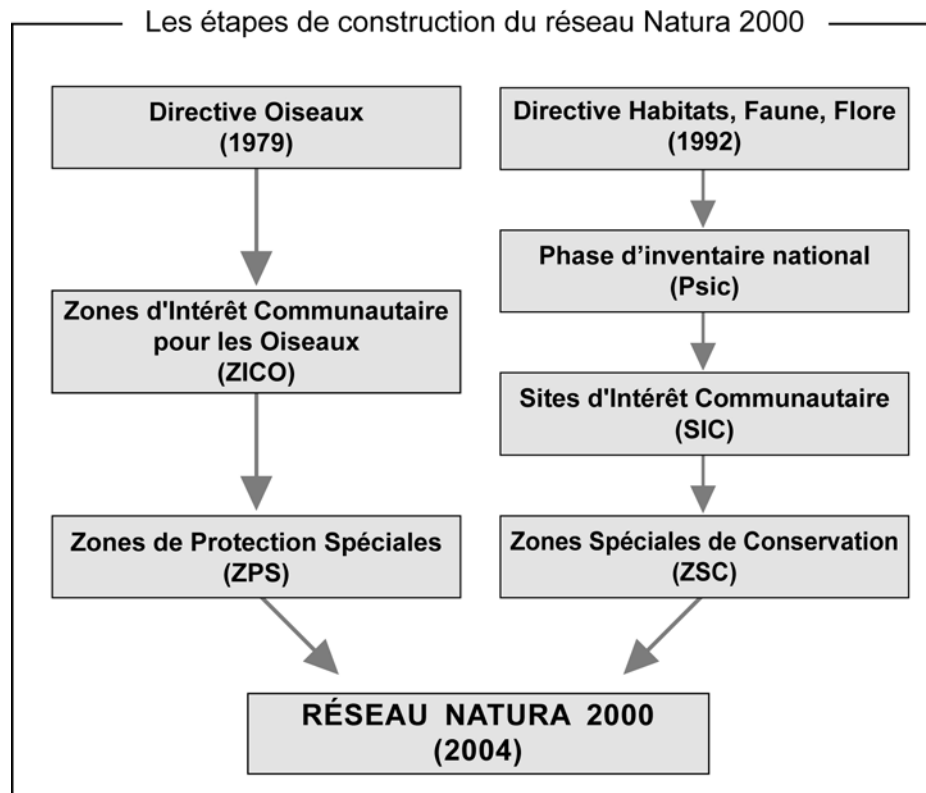 Les étapes de construction du réseau Natura 2000
Directive Oiseaux
(1979)
Zones d'Intérêt Communautaire
pour les Oiseaux
(ZICO)
Zones de Protection Spéciales
(ZPS)
Directive Habitats, Faune, Flore
(1992)
Phase d’inventaire national
(Psic)
Sites d'Intérêt Communautaire
(SIC)
Zones Spéciales de Conservation
(ZSC)
RÉSEAU NATURA 2000
(2004)